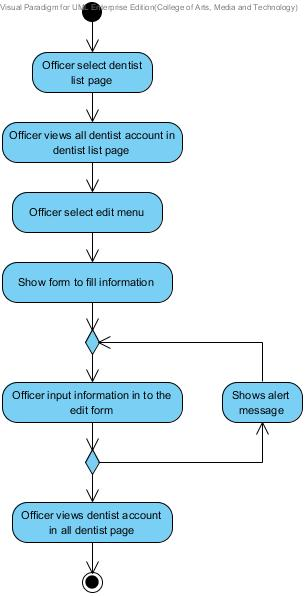 Visual Paradigm for UML Enterprise Edition(College of Arts, Media and Technology)
Officer select dentist
list page
Officer views all dentist account in
dentist list page
Officer select edit menu
Show form to fill information
Officer input information in to the
edit form
Shows alert
message
Officer views dentist account
in all dentist page